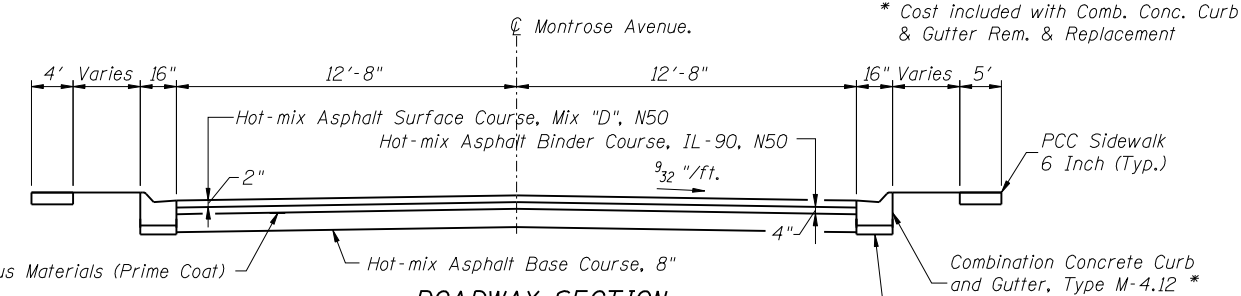 * Cost included with Comb. Conc. Curb
& Gutter Rem. & Replacement
℄ Montrose Avenue.
4' Varies 16" 12'-8" 12'-8" 16" Varies 5'
Hot-mix Asphalt Surface Course, Mix "D", N50
Hot-mix Asphalt Binder Course, IL-90, N50
PCC Sidewalk
6 Inch (Typ.)
9/32 "/ft.
2"
4"
Materials (Prime Coat)
Hot-mix Asphalt Base Course, 8"
Combination Concrete Curb
and Gutter, Type M-4.12 *